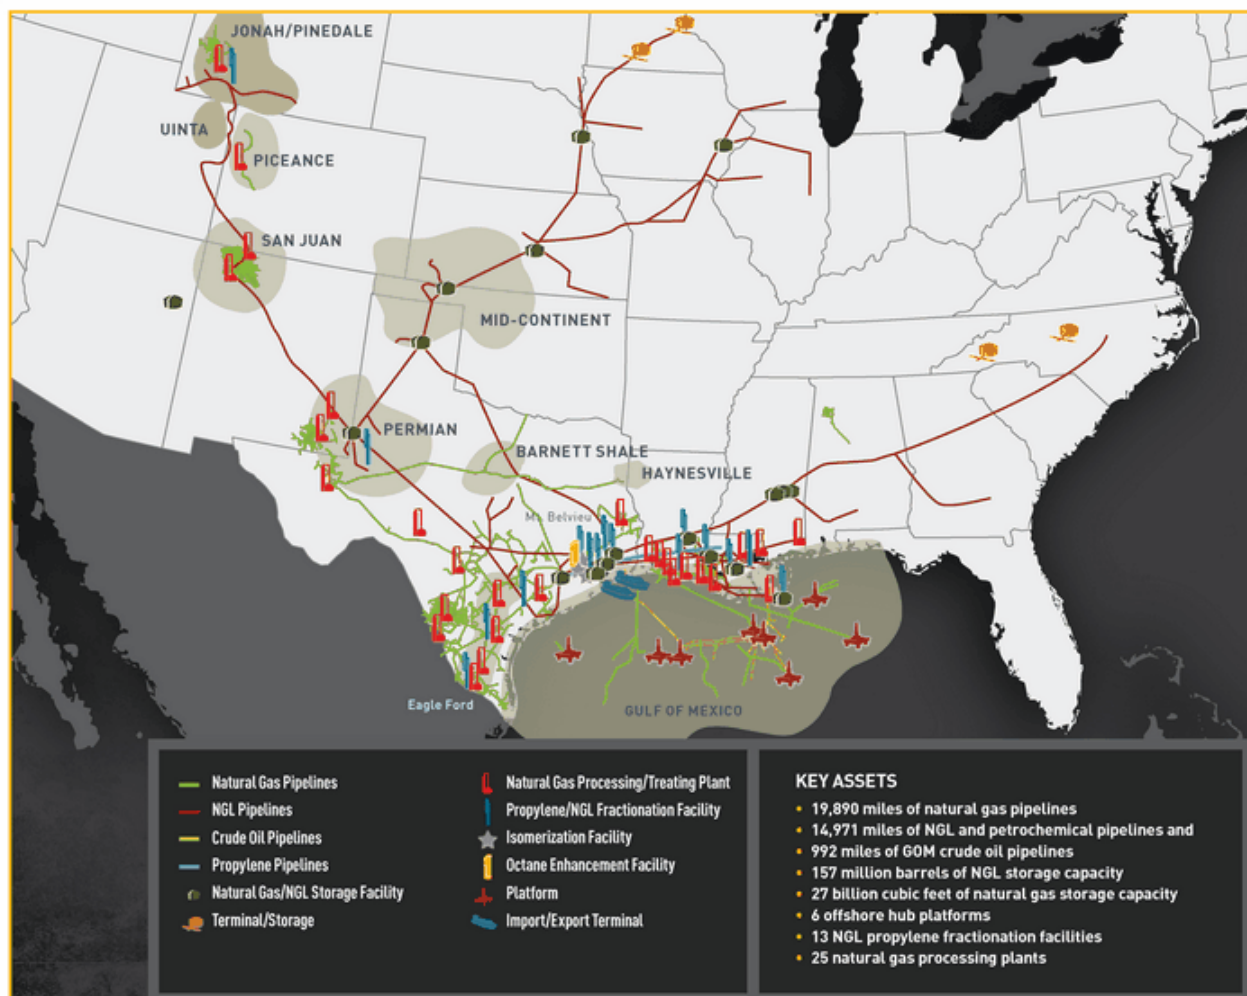 JONAH/PINEDALE
UINTA
PICEANCE
SAN JUAN
MID-CONTINENT
PERMIAN
BARNETT SHALE
HAYNESVILLE
Mt. Belvieu
Eagle Ford
GULF OF MEXICO
Natural Gas Pipelines
NGL Pipelines
Crude Oil Pipelines
Propylene Pipelines
Natural Gas/NGL Storage Facility
Terminal/Storage
Natural Gas Processing/Treating Plant
Propylene/NGL Fractionation Facility
Isomerization Facility
Octane Enhancement Facility
Platform
Import/Export Terminal
KEY ASSETS
• 19,890 miles of natural gas pipelines
• 14,971 miles of NGL and petrochemical pipelines and
• 992 miles of GOM crude oil pipelines
• 157 million barrels of NGL storage capacity
• 27 billion cubic feet of natural gas storage capacity
• 6 offshore hub platforms
• 13 NGL propylene fractionation facilities
• 25 natural gas processing plants